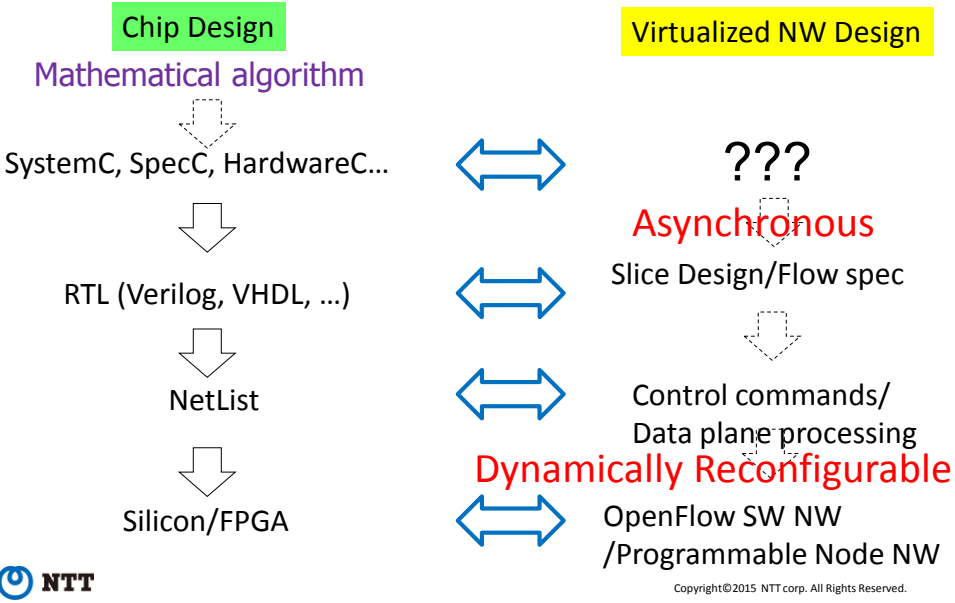 Chip Design
Virtualized NW Design
Mathematical algorithm
SystemC, SpecC, HardwareC…
???
Asynchronous
Slice Design/Flow spec
RTL (Verilog, VHDL, …)
NetList
Control commands/
Data plane processing
Dynamically Reconfigurable
Silicon/FPGA
OpenFlow SW NW
/Programmable Node NW
NTT
Copyright©2015 NTT corp. All Rights Reserved.